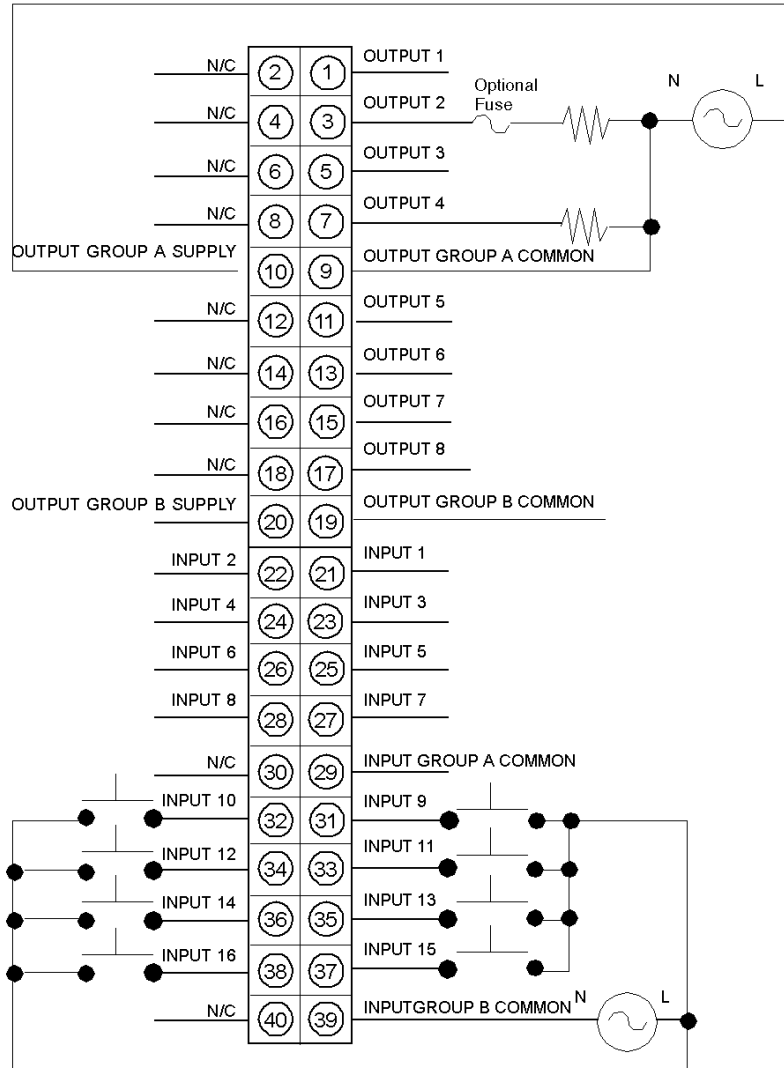 N/C 2 1 OUTPUT 1
Optional
Fuse
N L
N/C 4 3 OUTPUT 2
N/C 6 5 OUTPUT 3
N/C 8 7 OUTPUT 4
OUTPUT GROUP A SUPPLY 10 9 OUTPUT GROUP A COMMON
N/C 12 11 OUTPUT 5
N/C 14 13 OUTPUT 6
N/C 16 15 OUTPUT 7
N/C 18 17 OUTPUT 8
OUTPUT GROUP B SUPPLY 20 19 OUTPUT GROUP B COMMON
INPUT 2 22 21 INPUT 1
INPUT 4 24 23 INPUT 3
INPUT 6 26 25 INPUT 5
INPUT 8 28 27 INPUT 7
N/C 30 29 INPUT GROUP A COMMON
INPUT 10 32 31 INPUT 9
INPUT 12 34 33 INPUT 11
INPUT 14 36 35 INPUT 13
INPUT 16 38 37 INPUT 15
N/C 40 39 INPUTGROUP B COMMON N L